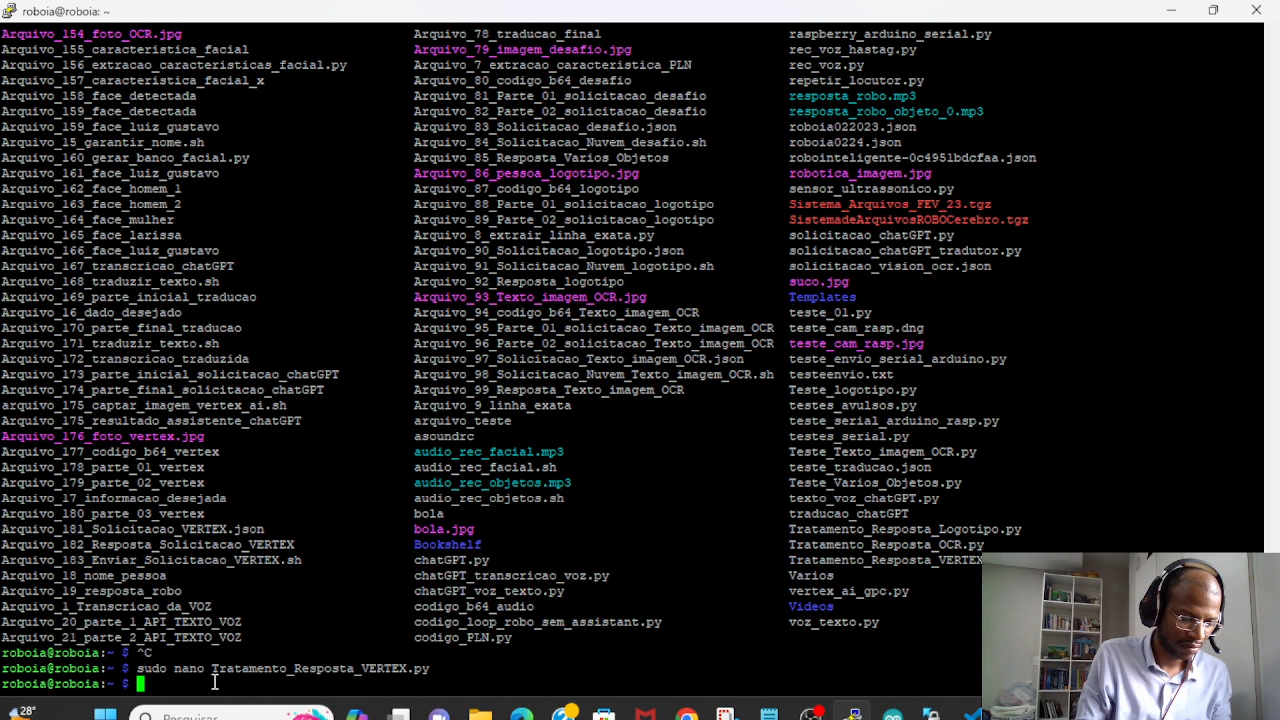 roboia@roboia: ~
Arquivo_154_foto_OCR.jpg Arquivo_78_traducao_final raspberry_arduino_serial.py
Arquivo_155_caracteristica_facial Arquivo_79_imagem_desafio.jpg rec_voz_hastag.py
Arquivo_156_extracao_caracteristicas_facial.py Arquivo_7_extracao_caracteristica_PLN rec_voz.py
Arquivo_157_caracteristica_facial_x Arquivo_80_codigo_b64_desafio repetir_locutor.py
Arquivo_158_face_detectada Arquivo_81_Parte_01_solicitacao_desafio resposta_robo.mp3
Arquivo_159_face_detectada Arquivo_82_Parte_02_solicitacao_desafio resposta_robo_objeto_0.mp3
Arquivo_159_face_luiz_gustavo Arquivo_83_Solicitacao_desafio.json roboia022023.json
Arquivo_15_garantir_nome.sh Arquivo_84_Solicitacao_Nuvem_desafio.sh roboia0224.json
Arquivo_160_gerar_banco_facial.py Arquivo_85_Resposta_Varios_Objetos robointeligente-0c4951bdcfaa.json
Arquivo_161_face_luiz_gustavo Arquivo_86_pessoa_logotipo.jpg robotica_imagem.jpg
Arquivo_162_face_homem_1 Arquivo_87_codigo_b64_logotipo sensor_ultrassonico.py
Arquivo_163_face_homem_2 Arquivo_88_Parte_01_solicitacao_logotipo Sistema_Arquivos_FEV_23.tgz
Arquivo_164_face_mulher Arquivo_89_Parte_02_solicitacao_logotipo SistemadeArquivosROBOCerebro.tgz
Arquivo_165_face_larissa Arquivo_8_extrair_linha_exata.py solicitacao_chatGPT.py
Arquivo_166_face_luiz_gustavo Arquivo_90_Solicitacao_logotipo.json solicitacao_chatGPT_tradutor.py
Arquivo_167_transcricao_chatGPT Arquivo_91_Solicitacao_Nuvem_logotipo.sh solicitacao_vision_ocr.json
Arquivo_168_traduzir_texto.sh Arquivo_92_Resposta_logotipo suco.jpg
Arquivo_169_parte_inicial_traducao Arquivo_93_Texto_imagem_OCR.jpg Templates
Arquivo_16_dado_desejado Arquivo_94_codigo_b64_Texto_imagem_OCR teste_01.py
Arquivo_170_parte_final_traducao Arquivo_95_Parte_01_solicitacao_Texto_imagem_OCR teste_cam_rasp.dng
Arquivo_171_traduzir_texto.sh Arquivo_96_Parte_02_solicitacao_Texto_imagem_OCR teste_cam_rasp.jpg
Arquivo_172_transcricao_traduzida Arquivo_97_Solicitacao_Texto_imagem_OCR.json teste_envio_serial_arduino.py
Arquivo_173_parte_inicial_solicitacao_chatGPT Arquivo_98_Solicitacao_Nuvem_Texto_imagem_OCR.sh testeenvio.txt
Arquivo_174_parte_final_solicitacao_chatGPT Arquivo_99_Resposta_Texto_imagem_OCR Teste_logotipo.py
arquivo_175_captar_imagem_vertex_ai.sh Arquivo_9_linha_exata testes_avulsos.py
Arquivo_175_resultado_assistente_chatGPT arquivo_teste teste_serial_arduino_rasp.py
Arquivo_176_foto_vertex.jpg asoundrc testes_serial.py
Arquivo_177_codigo_b64_vertex audio_rec_facial.mp3 Teste_Texto_imagem_OCR.py
Arquivo_178_parte_01_vertex audio_rec_facial.sh teste_traducao.json
Arquivo_179_parte_02_vertex audio_rec_objetos.mp3 Teste_Varios_Objetos.py
Arquivo_17_informacao_desejada audio_rec_objetos.sh texto_voz_chatGPT.py
Arquivo_180_parte_03_vertex bola traducao_chatGPT
Arquivo_181_Solicitacao_VERTEX.json bola.jpg Tratamento_Resposta_Logotipo.py
Arquivo_182_Resposta_Solicitacao_VERTEX Bookshelf Tratamento_Resposta_OCR.py
Arquivo_183_Enviar_Solicitacao_VERTEX.sh chatGPT.py Tratamento_Resposta_VERTEX
Arquivo_18_nome_pessoa chatGPT_transcricao_voz.py Varios
Arquivo_19_resposta_robo chatGPT_voz_texto.py vertex_ai_gpc.py
Arquivo_1_Transcricao_da_VOZ codigo_b64_audio Videos
Arquivo_20_parte_1_API_TEXTO_VOZ codigo_loop_robo_sem_assistant.py voz_texto.py
Arquivo_21_parte_2_API_TEXTO_VOZ codigo_PLN.py
roboia@roboia:~ $ ^C
roboia@roboia:~ $ sudo nano Tratamento_Resposta_VERTEX.py
roboia@roboia:~ $
28° Pesquisar